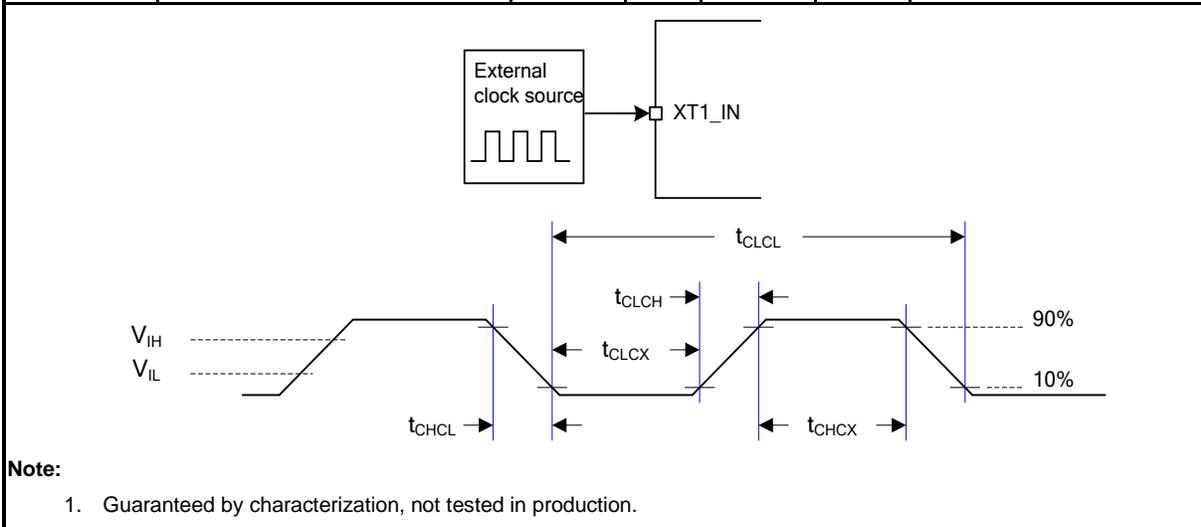 External
clock source
XT1_IN
tCLCL
tCLCH
90%
VIH
tCLCX
VIL
10%
tCHCL
tCHCX
Note:
1. Guaranteed by characterization, not tested in production.